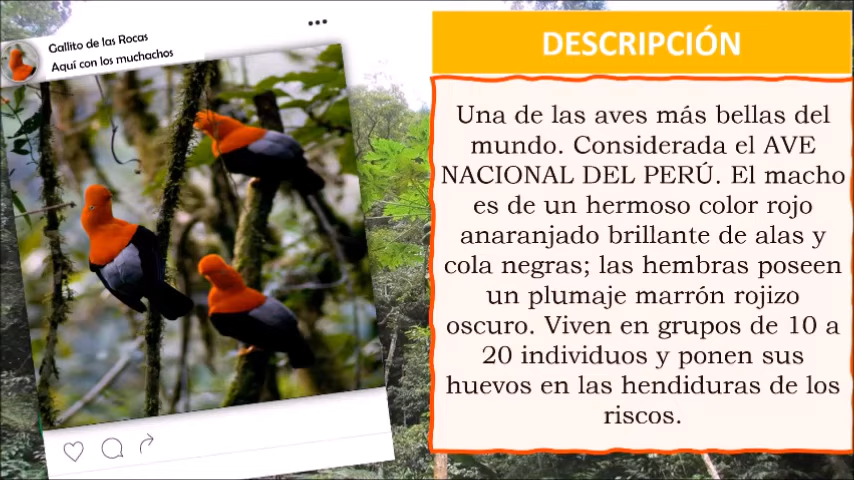 Gallito de las Rocas
Aquí con los muchachos
DESCRIPCIÓN
Una de las aves más bellas del
mundo. Considerada el AVE
NACIONAL DEL PERÚ. El macho
es de un hermoso color rojo
anaranjado brillante de alas y
cola negras; las hembras poseen
un plumaje marrón rojizo
oscuro. Viven en grupos de 10 a
20 individuos y ponen sus
huevos en las hendiduras de los
riscos.